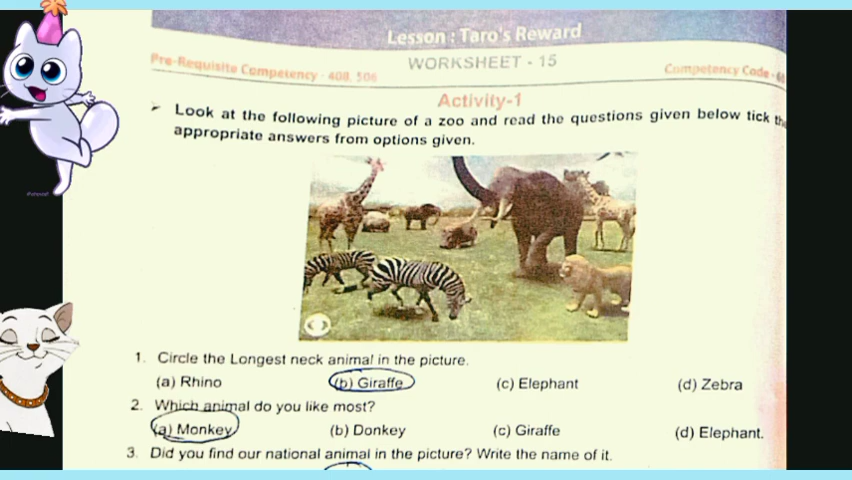 Lesson : Taro's Reward
WORKSHEET - 15
Pre-Requisite Competency - 408, 506
Competency Code -
Activity-1
➤ Look at the following picture of a zoo and read the questions given below tick the
appropriate answers from options given.
1. Circle the Longest neck animal in the picture.
(a) Rhino (b) Giraffe (c) Elephant (d) Zebra
2. Which animal do you like most?
(a) Monkey (b) Donkey (c) Giraffe (d) Elephant.
3. Did you find our national animal in the picture? Write the name of it.